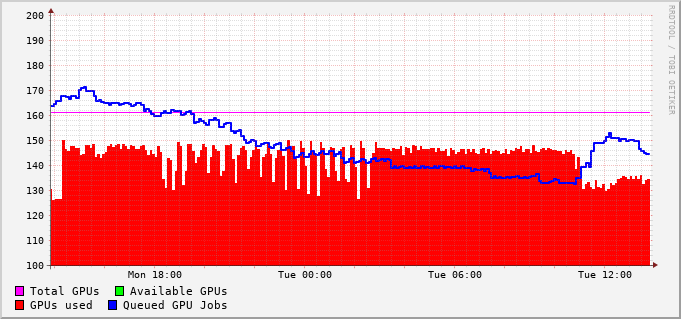 200
190
180
170
160
150
140
130
120
110
100
Mon 18:00 Tue 00:00 Tue 06:00 Tue 12:00
Total GPUs Available GPUs
GPUs used Queued GPU Jobs
RRDTOOL / TOBI OETIKER